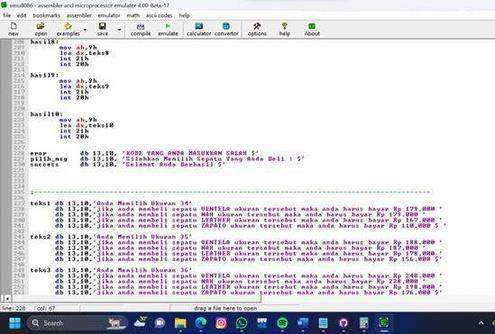 emu8086 - assembler and microprocessor emulator 4.00-Beta-17
file edit bookmarks assembler emulator math ascii codes help
new open examples save compile emulate calculator convertor options help about
hasil8:
mov ah,9h
lea dx,teks8
int 21h
int 20h
hasil9:
mov ah,9h
lea dx,teks9
int 21h
int 20h
hasil10:
mov ah,9h
lea dx,teks10
int 21h
int 20h
db 13,10, 'KODE YANG ANDA MASUKKAN SALAH $'
pilih_msg db 13,10, 'Silahkan Memilih Sepatu Yang Anda Beli : $'
success db 13,10, 'Selamat Anda Berhasil $'
teks1 db 13,10,'Anda Memilih Ukuran 34'
db 13,10,'jika anda membeli sepatu VENTELA ukuran tersebut maka anda harus bayar Rp 179.000 '
db 13,10,'jika anda membeli sepatu ukuran tersebut maka anda harus bayar Rp 179.000 '
db 13,10,'jika anda membeli sepatu LEATHER ukuran tersebut maka anda harus bayar Rp 167.000 '
db 13,10,'jika anda membeli sepatu ZAPATO ukuran tersebut maka anda harus bayar Rp 110.000 $ '
teks2 db 13,10,'Anda Memilih Ukuran 35'
db 13,10,'jika anda membeli sepatu VENTELA ukuran tersebut maka anda harus bayar Rp 188.000 '
db 13,10,'jika anda membeli sepatu ukuran tersebut maka anda harus bayar Rp 187.000 '
db 13,10,'jika anda membeli sepatu LEATHER ukuran tersebut maka anda harus bayar Rp 178.000 '
db 13,10,'jika anda membeli sepatu ZAPATO ukuran tersebut maka anda harus bayar Rp 156.000 $'
teks3 db 13,10,'Anda Memilih Ukuran 36'
db 13,10,'jika anda membeli sepatu VENTELA ukuran tersebut maka anda harus bayar Rp 248.000 '
db 13,10,'jika anda membeli sepatu ukuran tersebut maka anda harus bayar Rp 228.000 '
db 13,10,'jika anda membeli sepatu LEATHER ukuran tersebut maka anda harus bayar Rp 198.000 '
db 13,10,'jika anda membeli sepatu ZAPATO ukuran tersebut maka anda harus bayar Rp 176.000 $'
line: 228 col: 67 drag a file here to open
Search